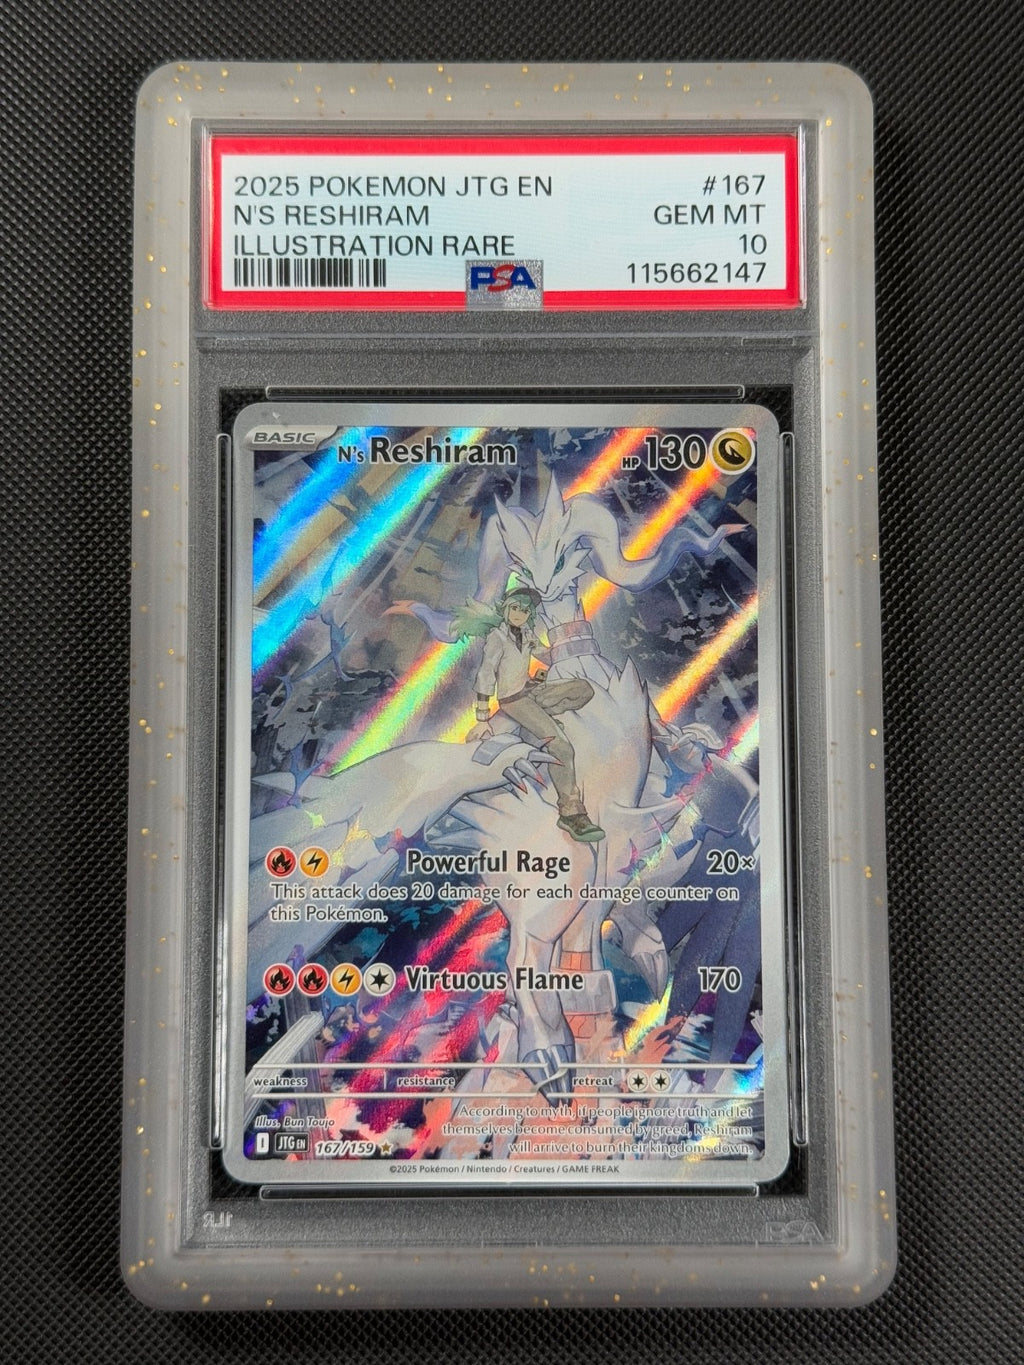 2025 POKEMON JTG EN #167
N'S RESHIRAM GEM MT
ILLUSTRATION RARE 10
PSA 115662147
BASIC N's Reshiram HP 130
Powerful Rage 20×
This attack does 20 damage for each damage counter on
this Pokémon.
Virtuous Flame 170
weakness resistance retreat
Illus. Bun Toujo
According to myth, if people ignore truth and let
themselves become consumed by greed, Reshiram
will arrive to burn their kingdoms down.
I JTG EN 167/159
©2025 Pokémon / Nintendo / Creatures / GAME FREAK
PSA